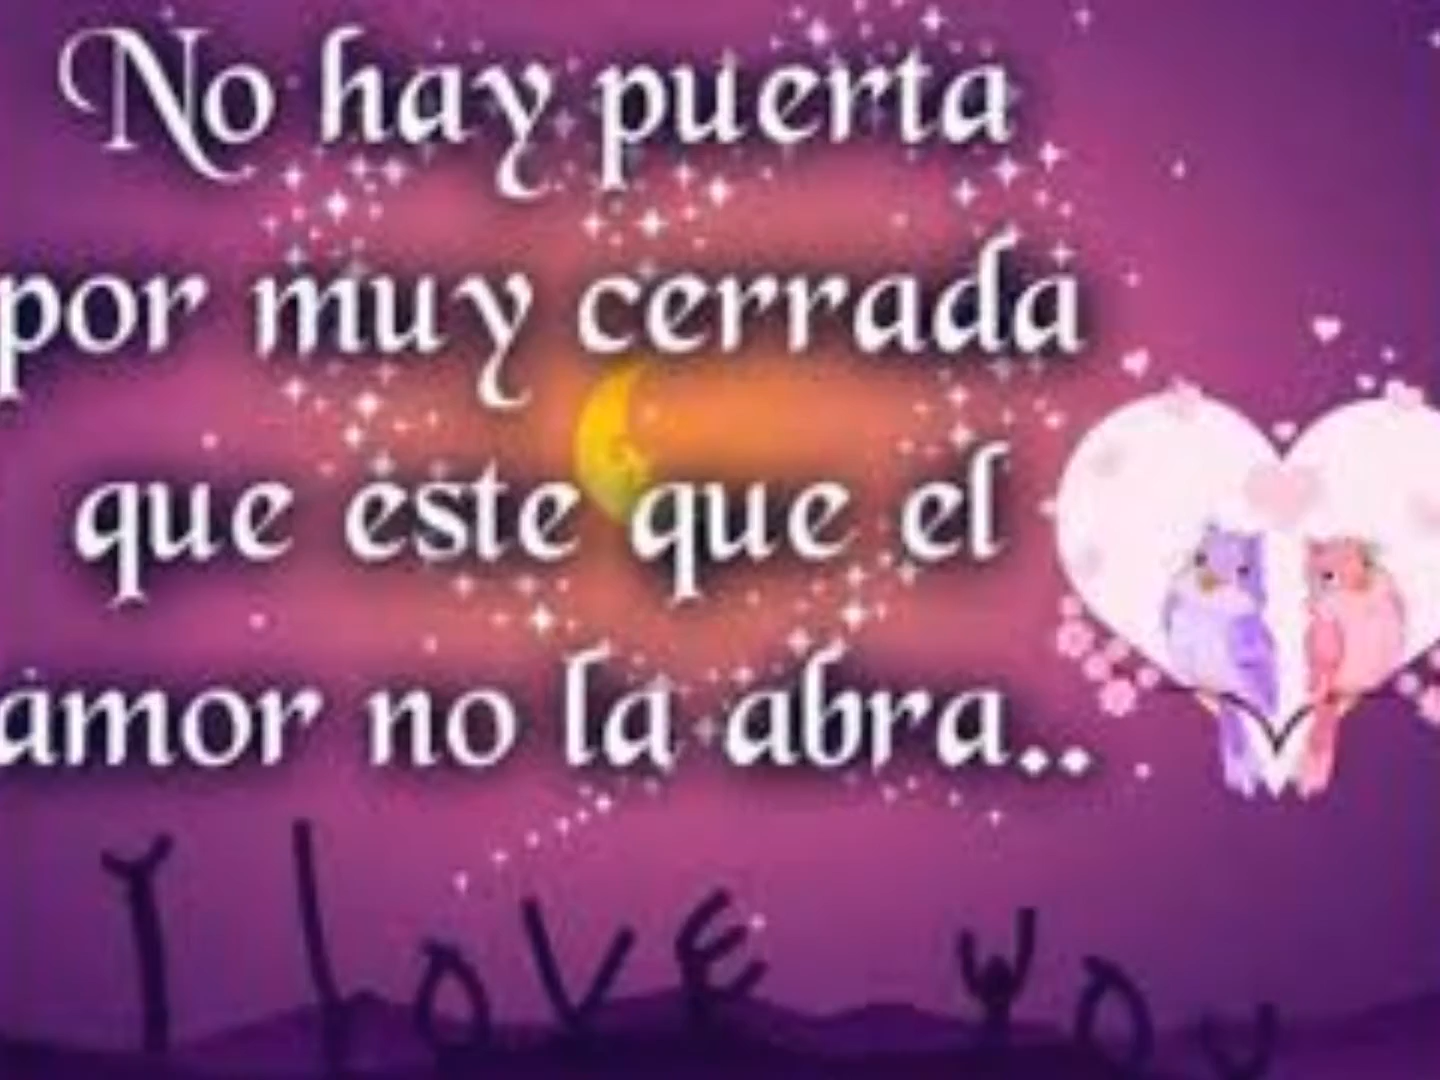 No hay puerta
por muy cerrada
que este que el
amor no la abra..
I LOVE YOU